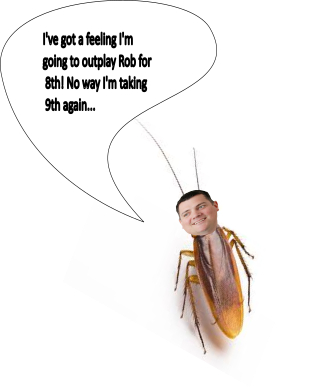 I've got a feeling I'm
going to outplay Rob for
8th! No way I'm taking
9th again...